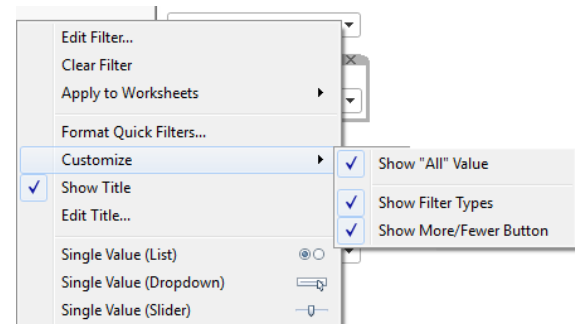 Edit Filter...
Clear Filter
Apply to Worksheets
Format Quick Filters...
Customize
Show Title
Edit Title...
Single Value (List)
Single Value (Dropdown)
Single Value (Slider)
Show "All" Value
Show Filter Types
Show More/Fewer Button